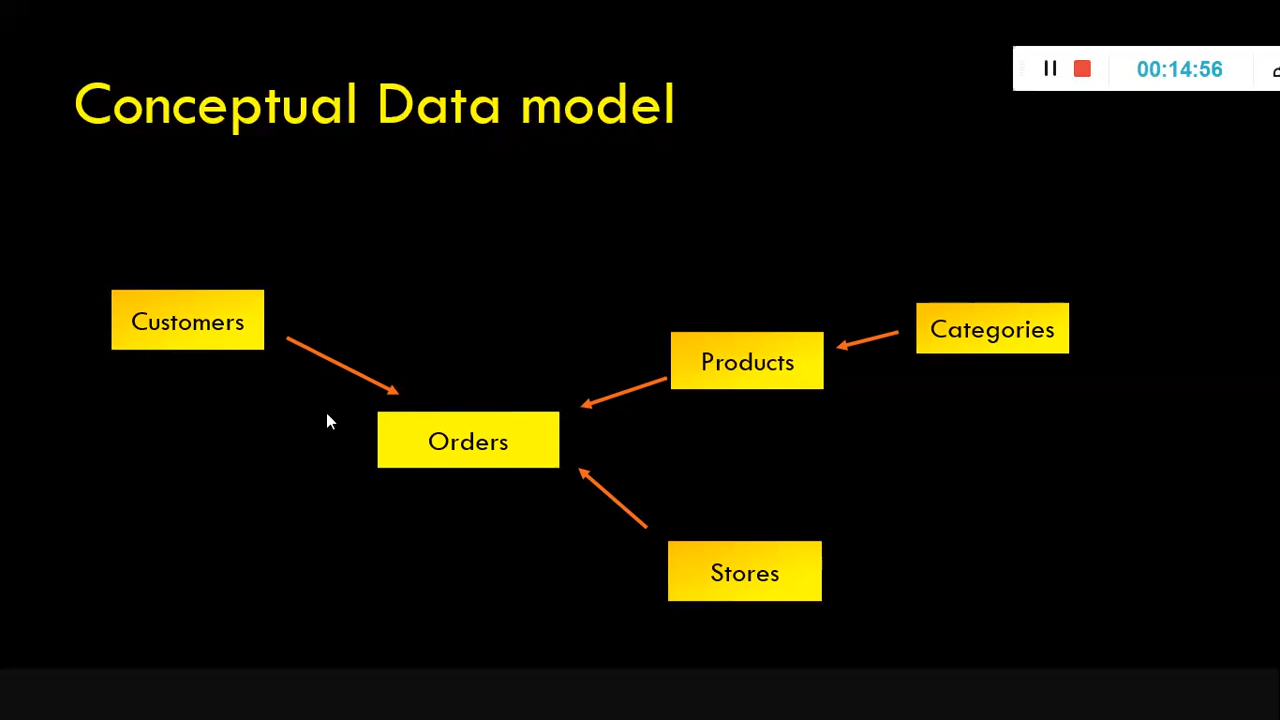 Conceptual Data model
00:14:56
Customers
Categories
Products
Orders
Stores